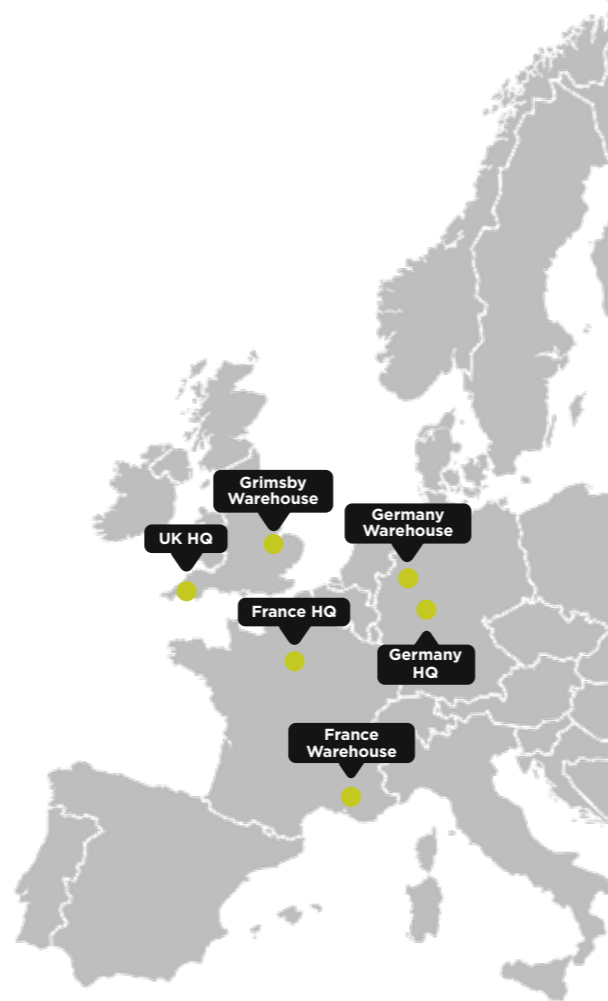 Grimsby
Warehouse
Germany
Warehouse
UK HQ
France HQ
Germany
HQ
France
Warehouse